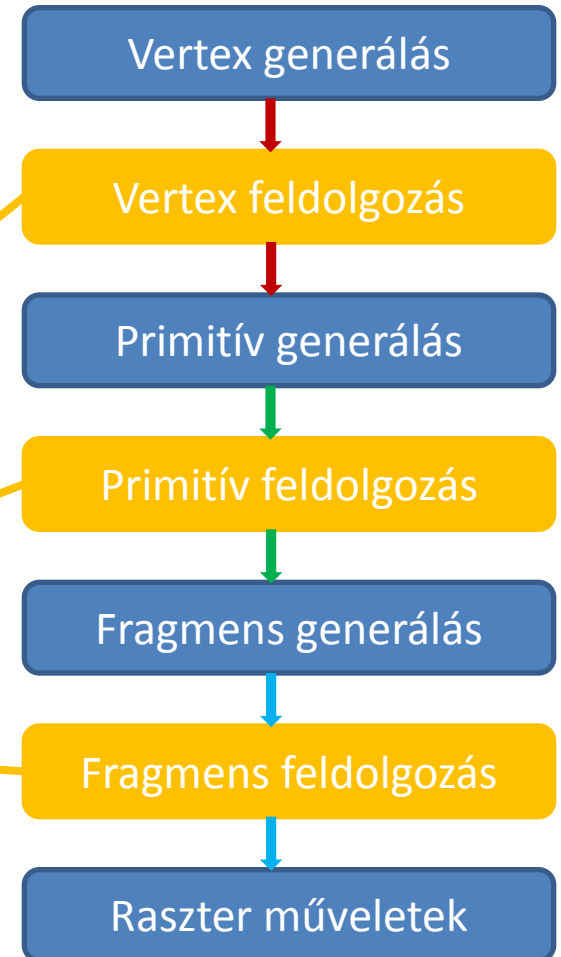 Vertex generálás
Vertex feldolgozás
Primitív generálás
Primitív feldolgozás
Fragmens generálás
Fragmens feldolgozás
Raszter műveletek